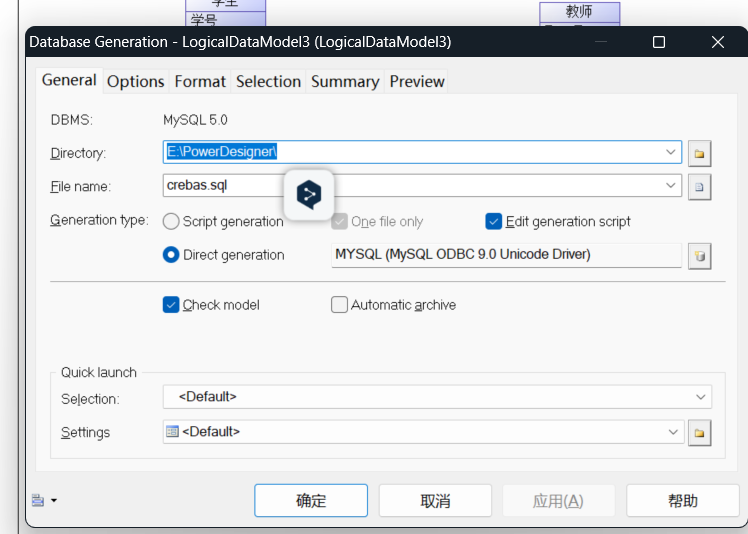 学生
学号
教师
Database Generation - LogicalDataModel3 (LogicalDataModel3)
General Options Format Selection Summary Preview
DBMS: MySQL 5.0
Directory: E:\PowerDesigner\
File name: crebas.sql
Generation type: Script generation One file only Edit generation script
Direct generation MYSQL (MySQL ODBC 9.0 Unicode Driver)
Check model Automatic archive
Quick launch
Selection: <Default>
Settings <Default>
确定 取消 应用(A) 帮助